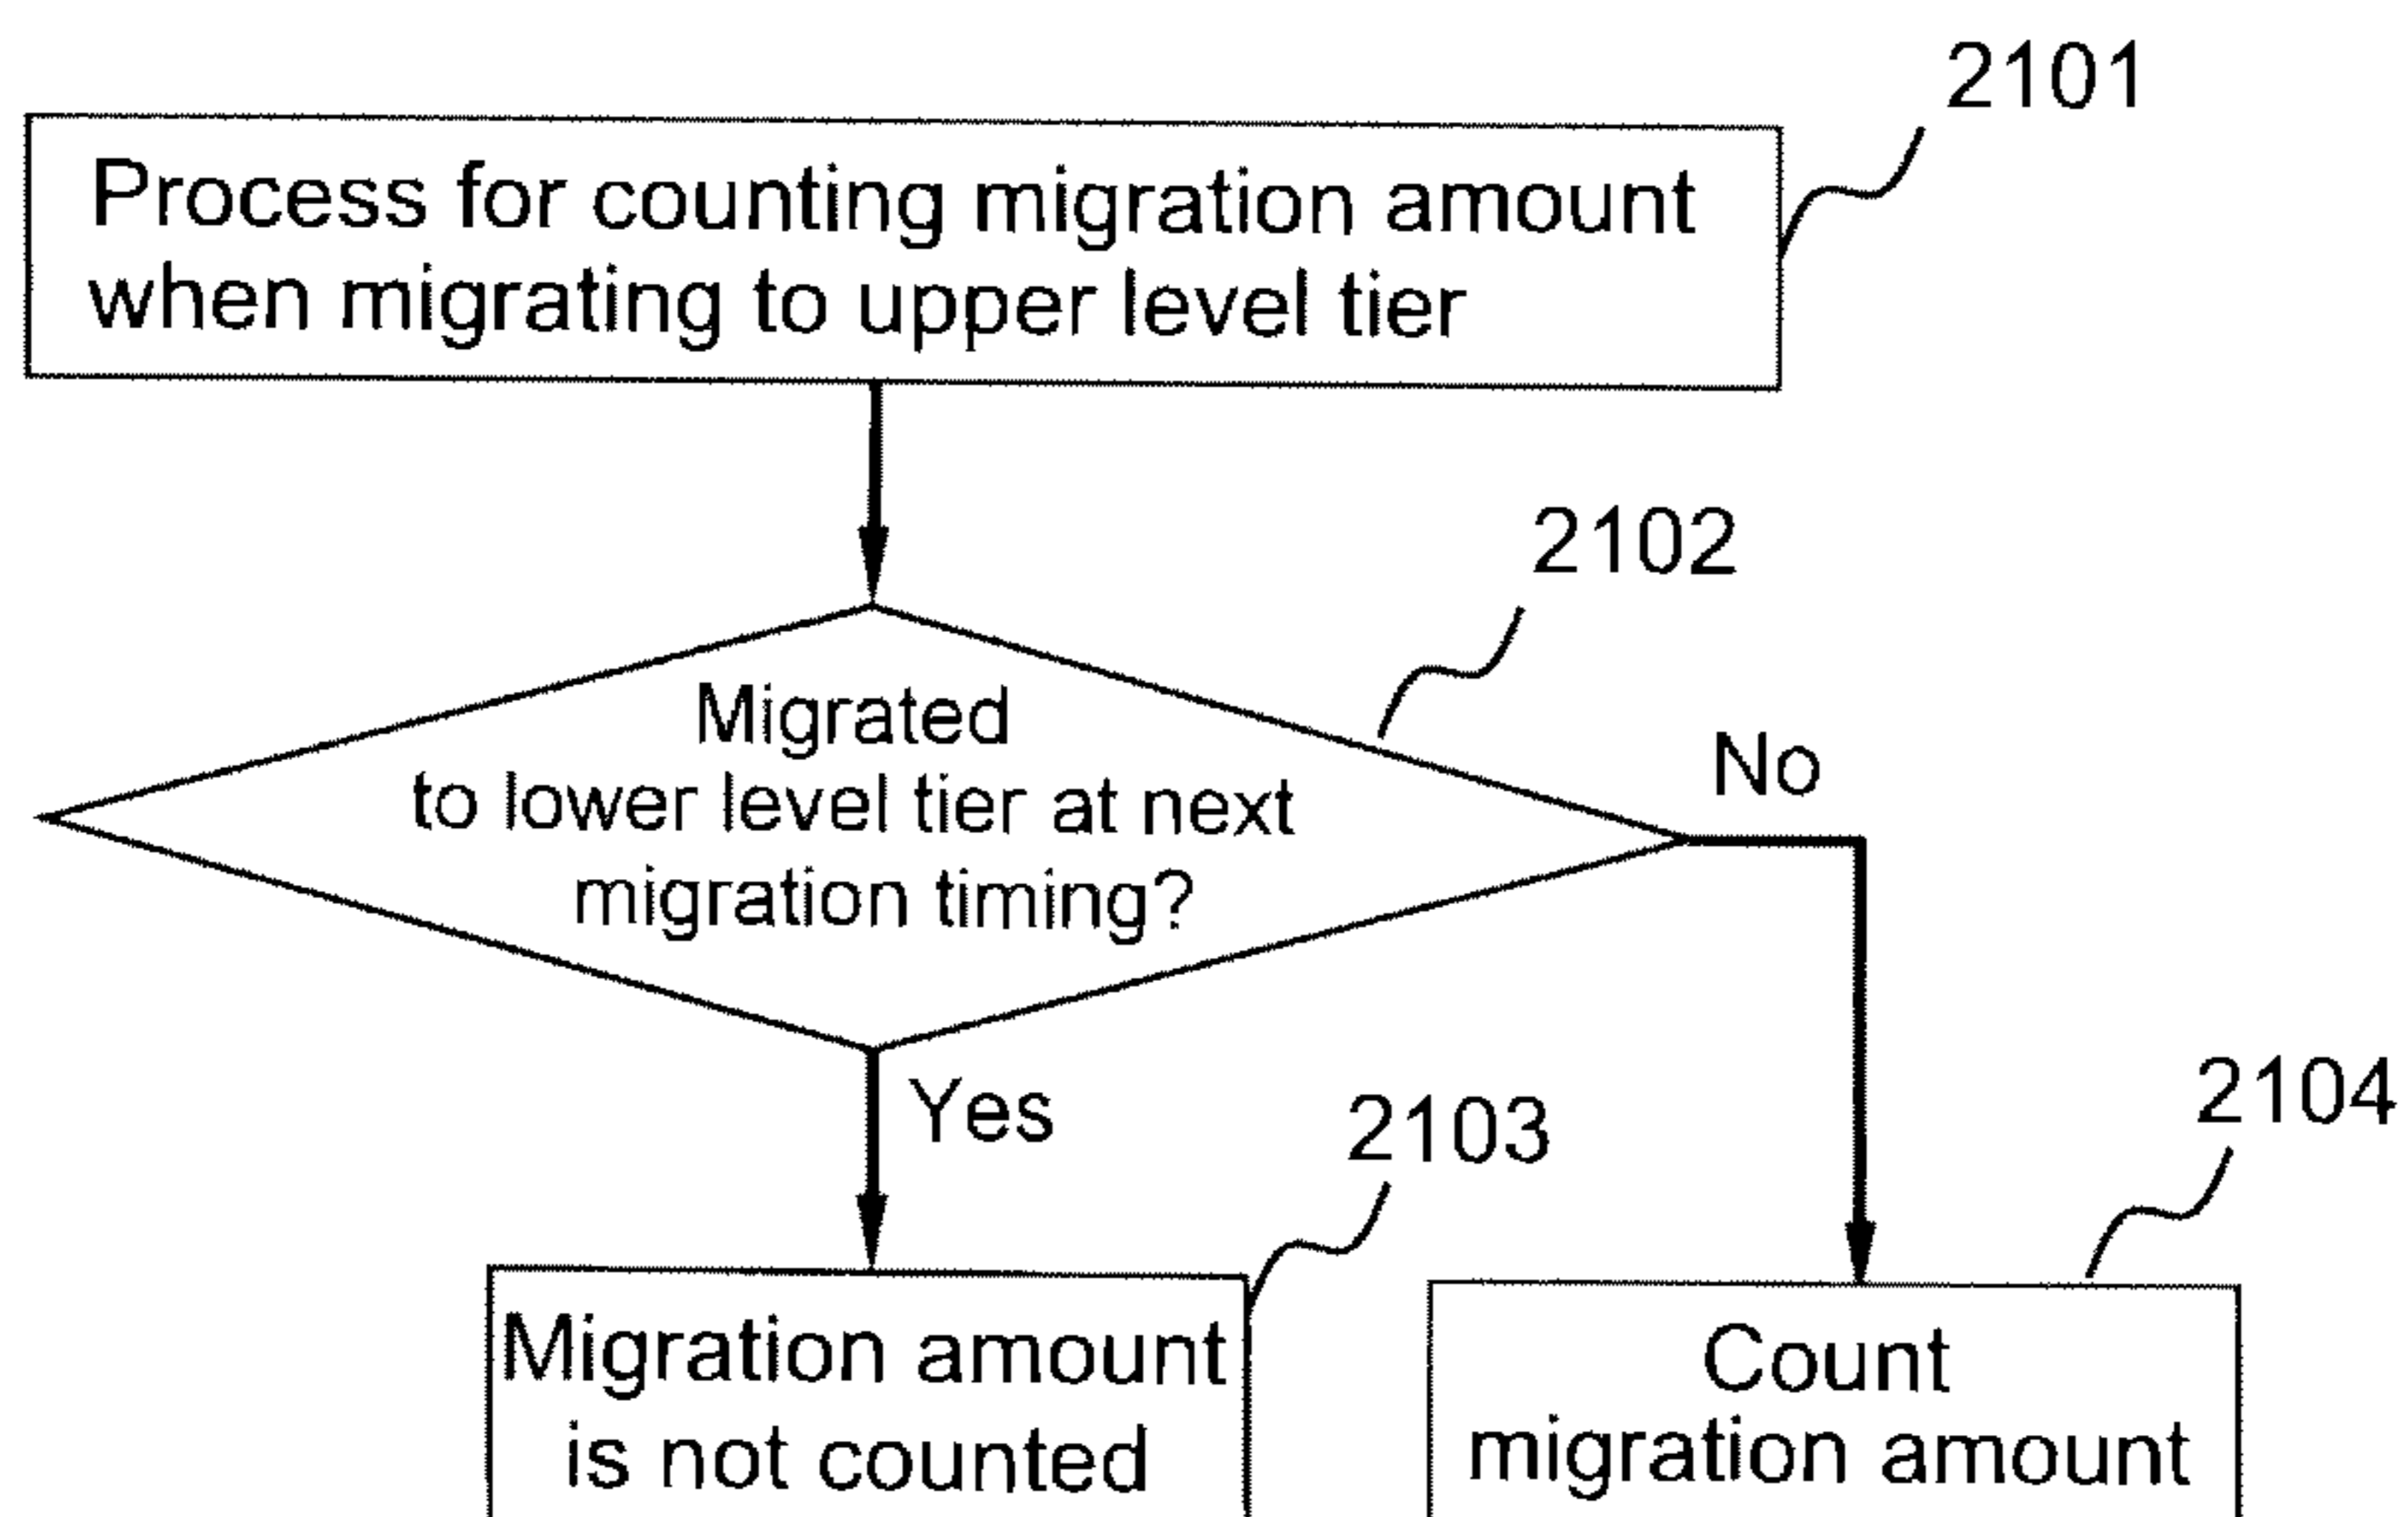 2101
Process for counting migration amount
when migrating to upper level tier
2102
Migrated
to lower level tier at next
migration timing?
No
Yes
2103
2104
Migration amount
is not counted
Count
migration amount